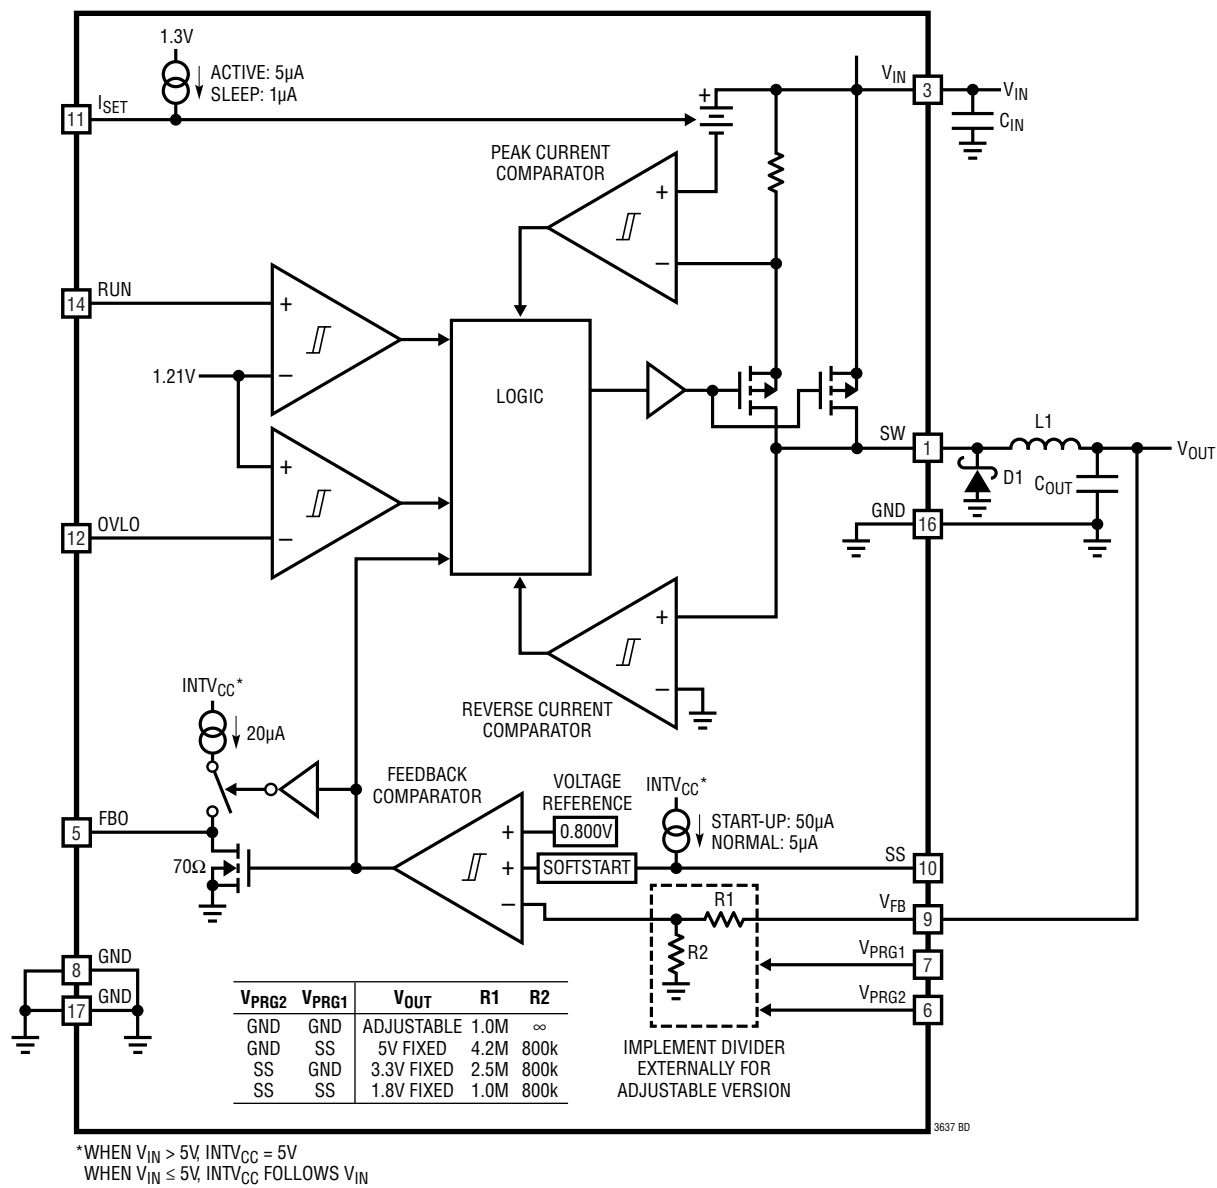 1.3V
ACTIVE: 5µA
SLEEP: 1µA
11
ISET
VIN
3
VIN
CIN
+
PEAK CURRENT
COMPARATOR
+
–
14
RUN
+
1.21V
–
LOGIC
+
–
12
OVLO
SW
1
L1
VOUT
D1
COUT
GND
16
+
–
REVERSE CURRENT
COMPARATOR
INTVCC*
20µA
FEEDBACK
COMPARATOR
VOLTAGE
REFERENCE
INTVCC*
START-UP: 50µA
NORMAL: 5µA
5
FBO
+
0.800V
70Ω
+
SOFTSTART
SS
10
–
R1
VFB
9
R2
VPRG1
7
VPRG2
6
8
GND
17
GND
VPRG2 VPRG1 VOUT R1 R2
GND GND ADJUSTABLE 1.0M ∞
GND SS 5V FIXED 4.2M 800k
SS GND 3.3V FIXED 2.5M 800k
SS SS 1.8V FIXED 1.0M 800k
IMPLEMENT DIVIDER
EXTERNALLY FOR
ADJUSTABLE VERSION
3637 BD
*WHEN VIN > 5V, INTVCC = 5V
WHEN VIN ≤ 5V, INTVCC FOLLOWS VIN